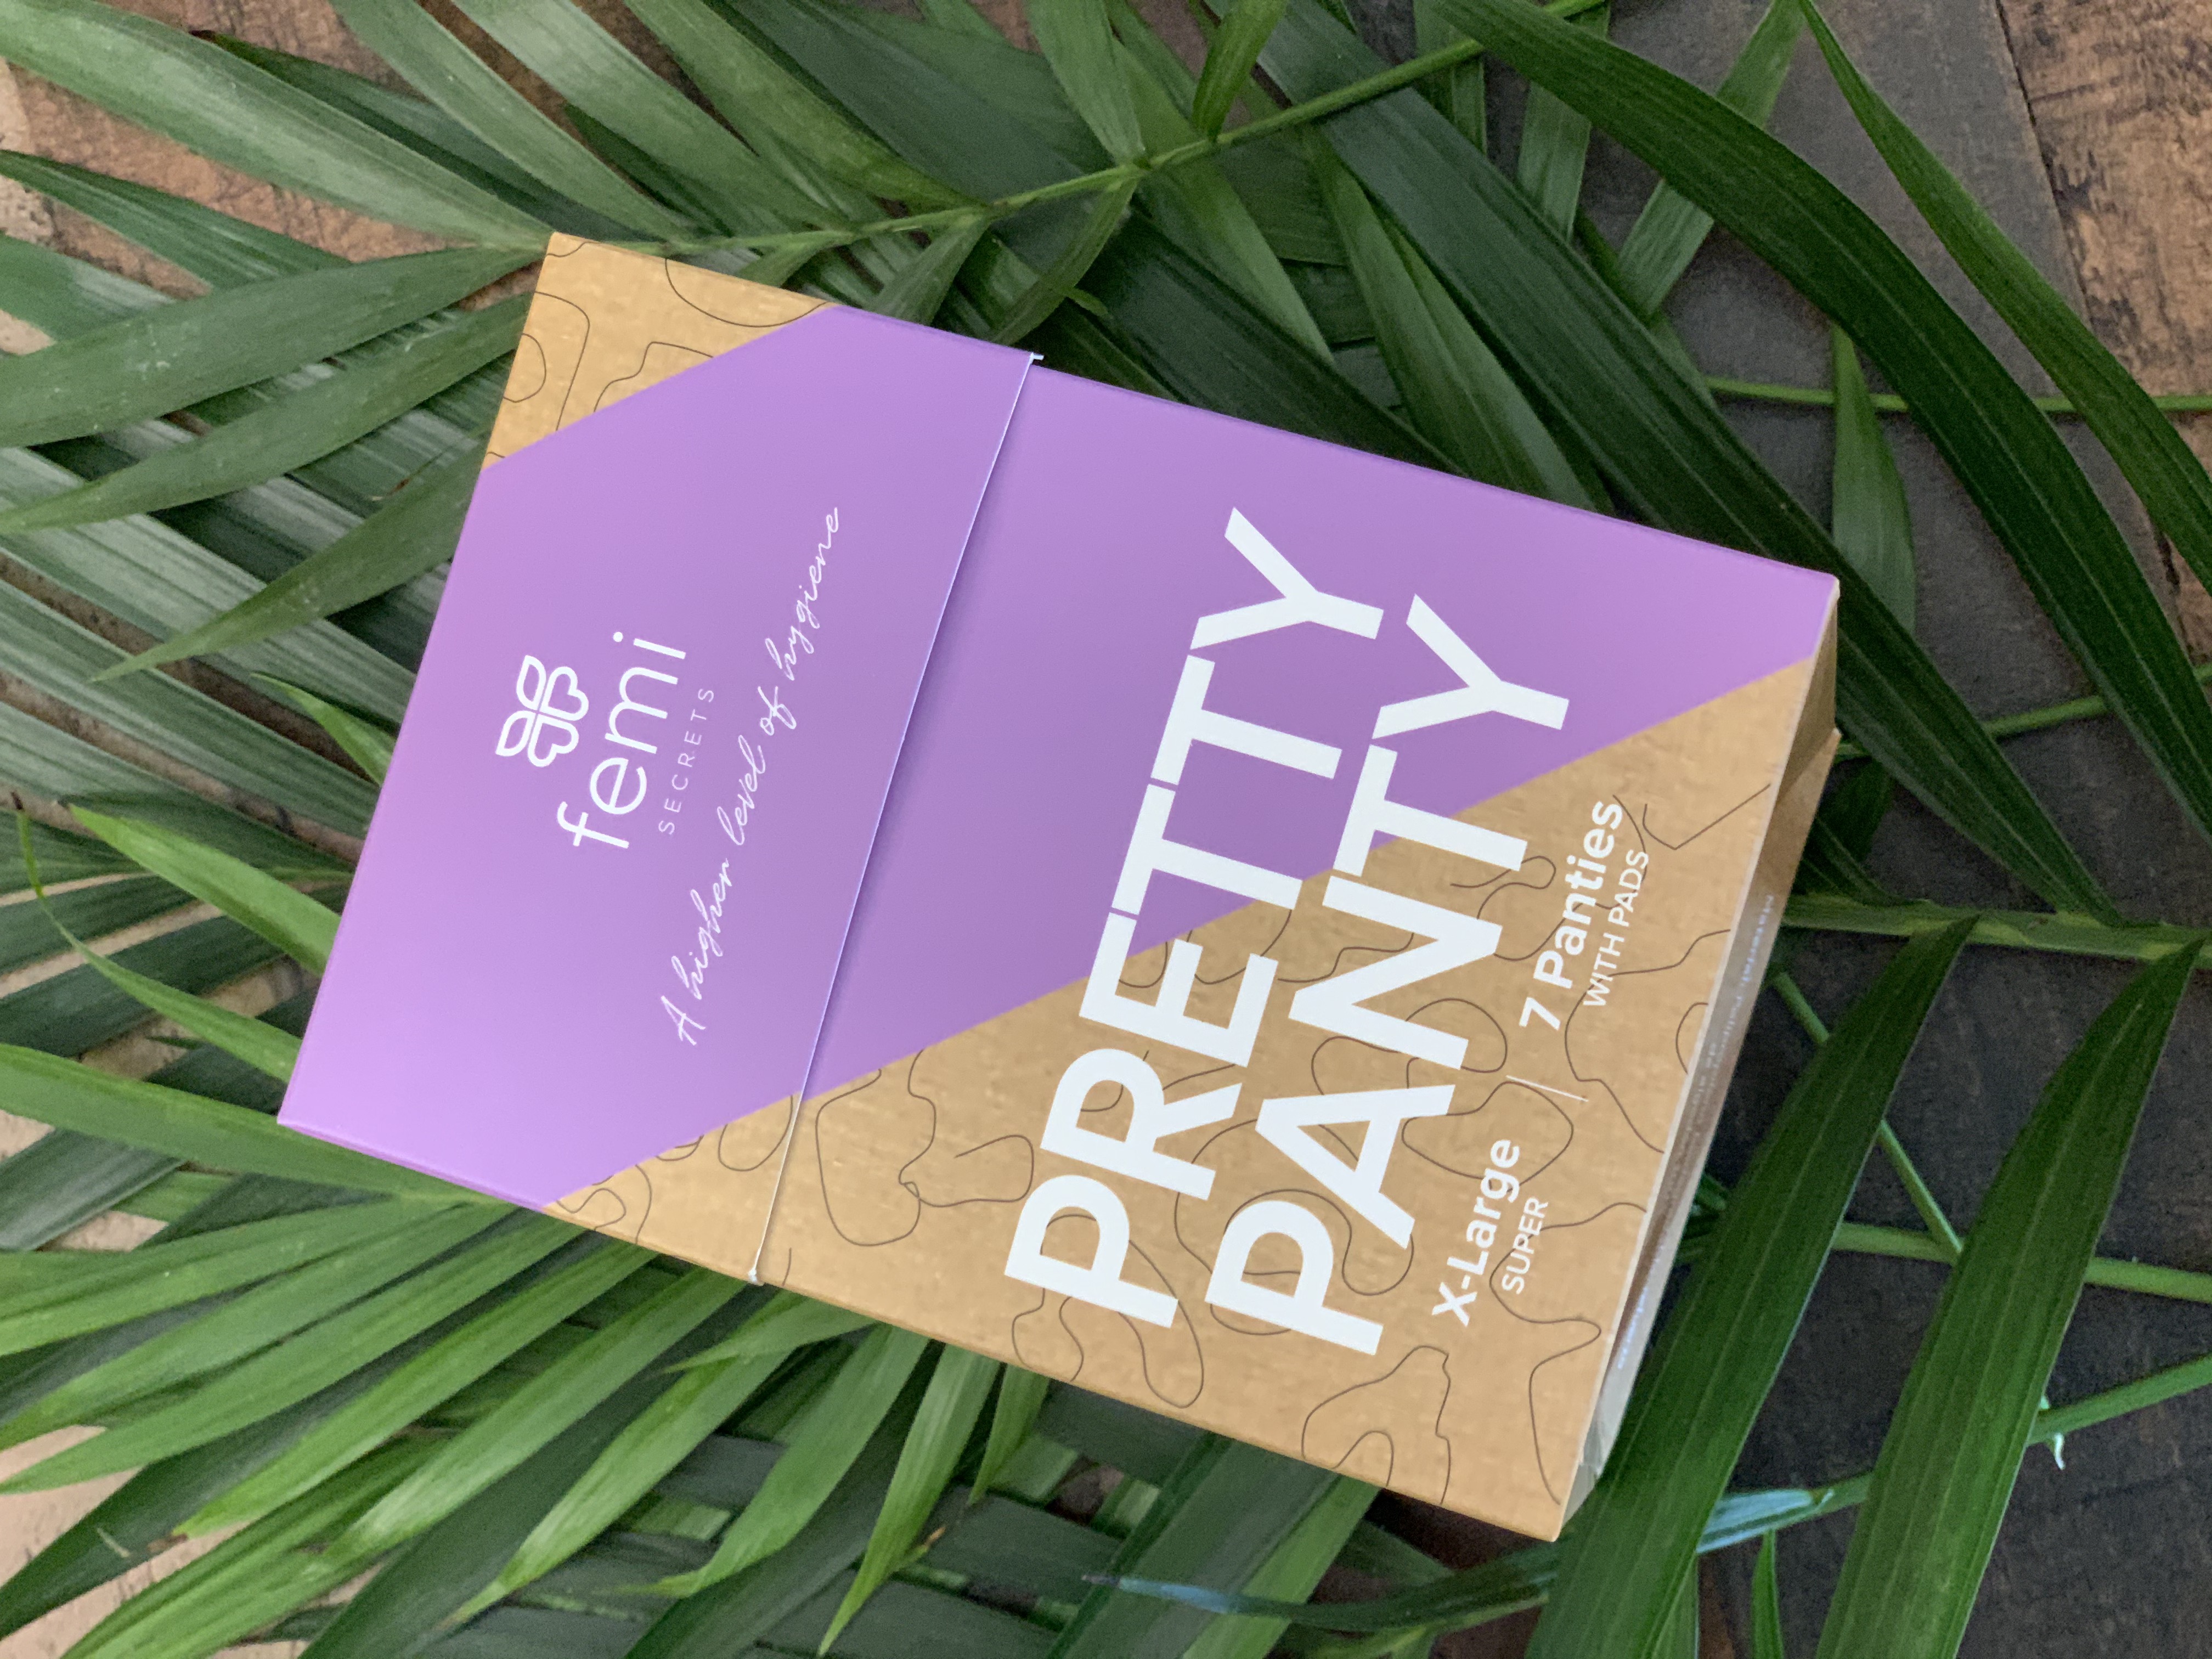 femi
SECRETS
A higher level of hygiene
PRETTY
PANTY
X-Large
SUPER
7 Panties
WITH PADS